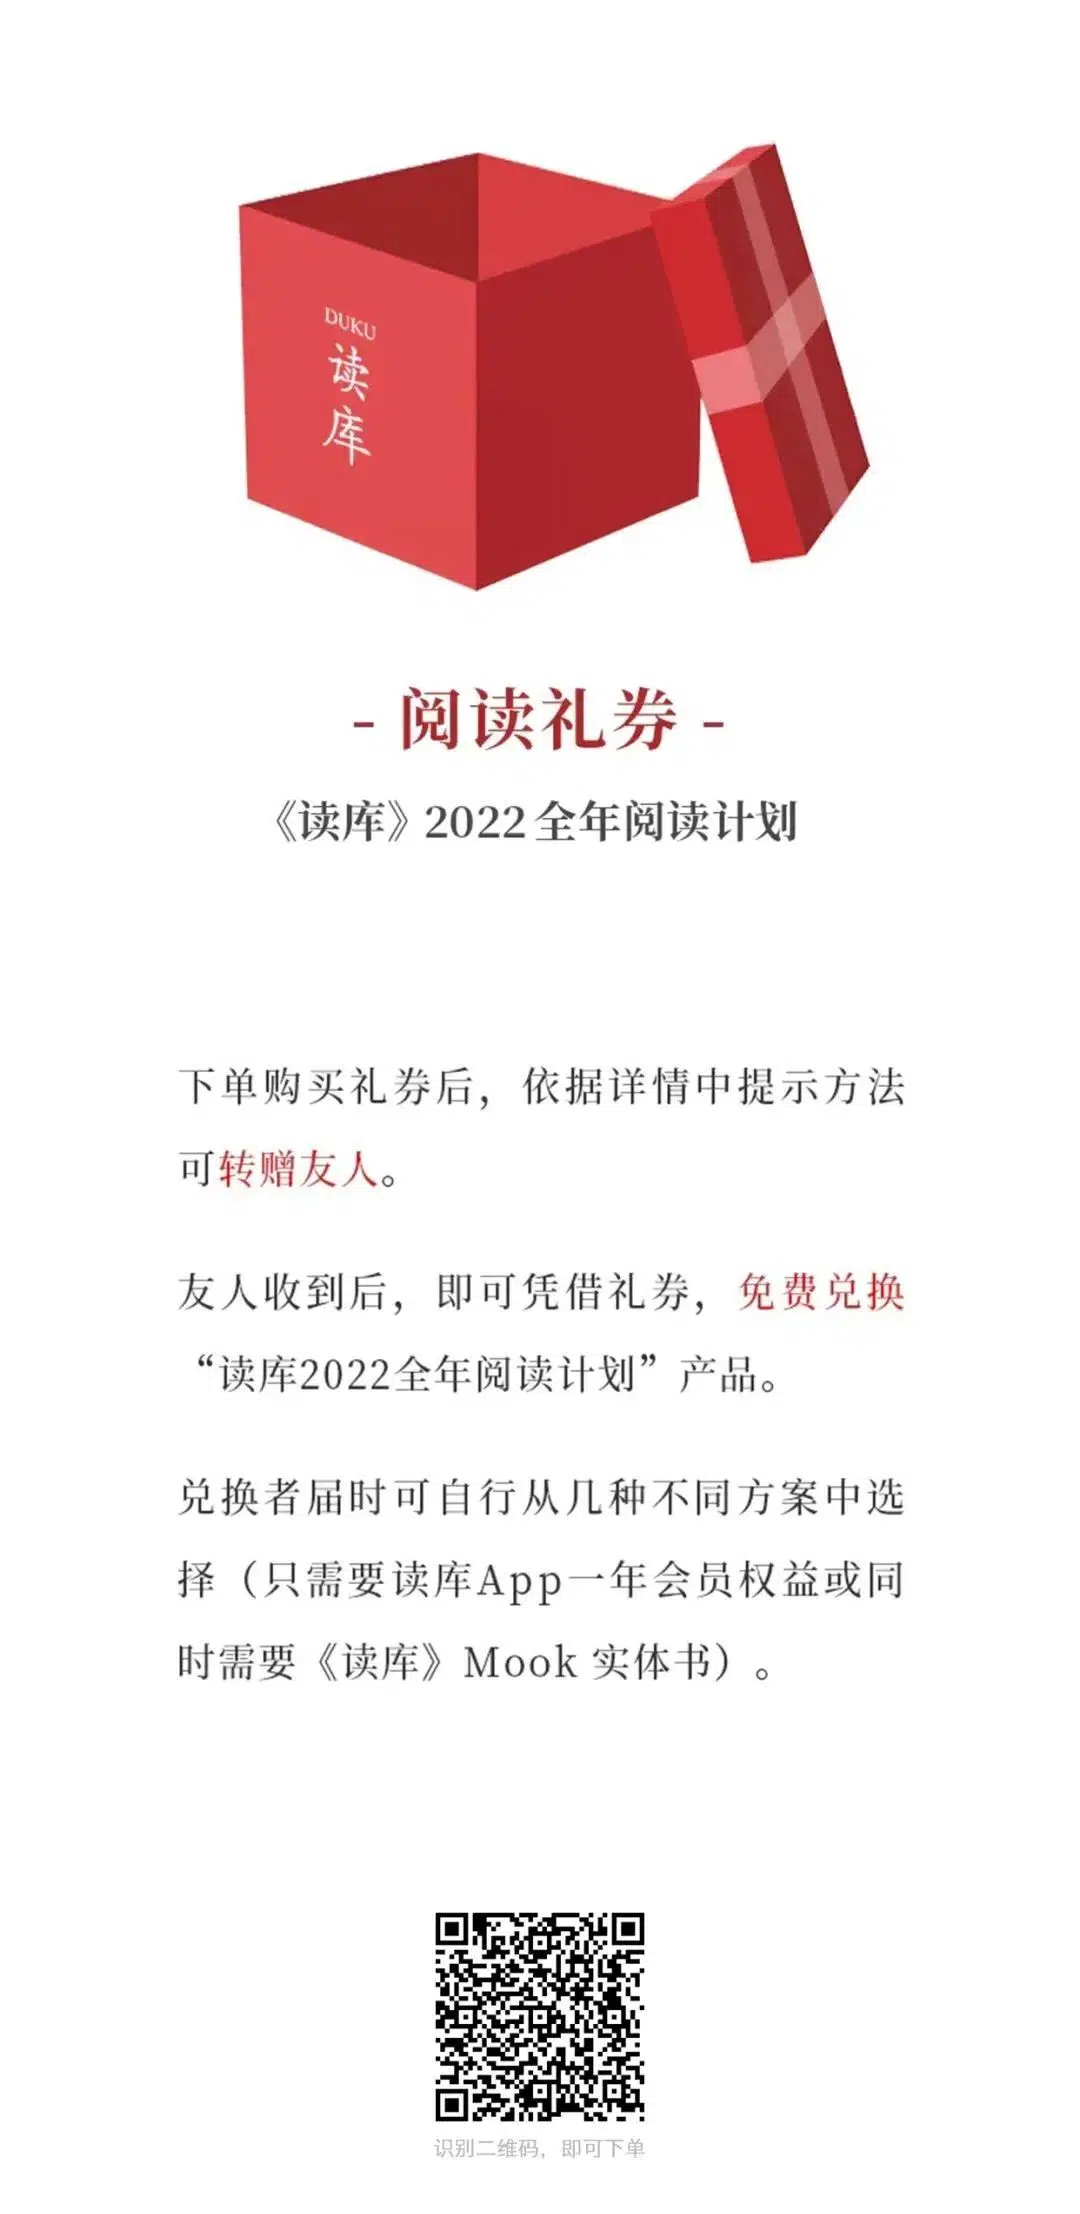 DUKU
读库
- 阅读礼券 -
《读库》2022 全年阅读计划
下单购买礼券后，依据详情中提示方法
可转赠友人。
友人收到后，即可凭借礼券，免费兑换
“读库2022全年阅读计划”产品。
兑换者届时可自行从几种不同方案中选
择（只需要读库App一年会员权益或同
时需要《读库》Mook 实体书）。
识别二维码，即可下单